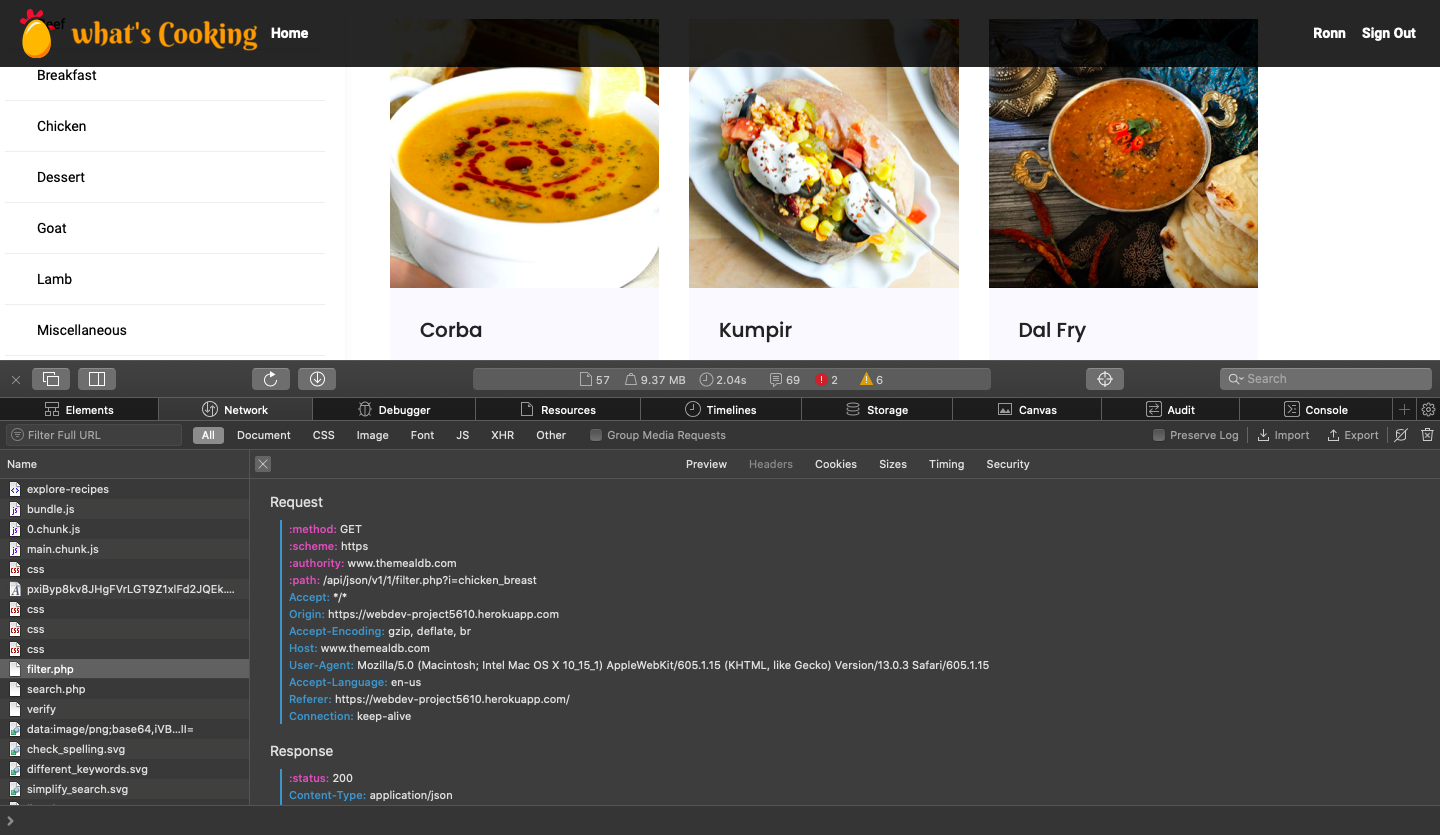 eef
what's Cooking
Home
Ronn
Sign Out
Breakfast
Chicken
Dessert
Goat
Lamb
Miscellaneous
Corba
Kumpir
Dal Fry
57
9.37 MB
2.04s
69
2
6
Search
Elements
Network
Debugger
Resources
Timelines
Storage
Canvas
Audit
Console
Filter Full URL
All
Document
CSS
Image
Font
JS
XHR
Other
Group Media Requests
Preserve Log
Import
Export
Name
Preview
Headers
Cookies
Sizes
Timing
Security
explore-recipes
bundle.js
0.chunk.js
main.chunk.js
css
pxiByp8kv8JHgFVrLGT9Z1xlFd2JQEk....
css
css
css
filter.php
search.php
verify
data:image/png;base64,iVB...II=
check_spelling.svg
different_keywords.svg
simplify_search.svg
Request
:method: GET
:scheme: https
:authority: www.themealdb.com
:path: /api/json/v1/1/filter.php?i=chicken_breast
Accept: */*
Origin: https://webdev-project5610.herokuapp.com
Accept-Encoding: gzip, deflate, br
Host: www.themealdb.com
User-Agent: Mozilla/5.0 (Macintosh; Intel Mac OS X 10_15_1) AppleWebKit/605.1.15 (KHTML, like Gecko) Version/13.0.3 Safari/605.1.15
Accept-Language: en-us
Referer: https://webdev-project5610.herokuapp.com/
Connection: keep-alive
Response
:status: 200
Content-Type: application/json